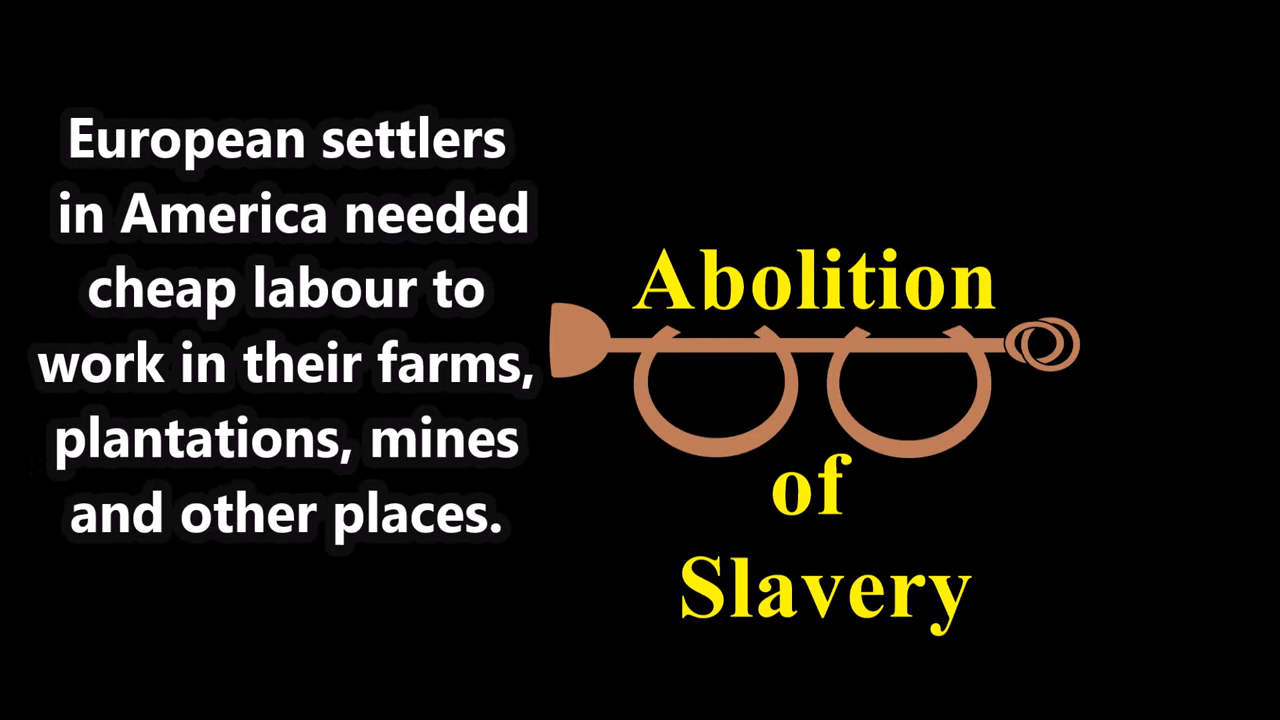 European settlers
in America needed
cheap labour to
work in their farms,
plantations, mines
and other places.
Abolition
of
Slavery